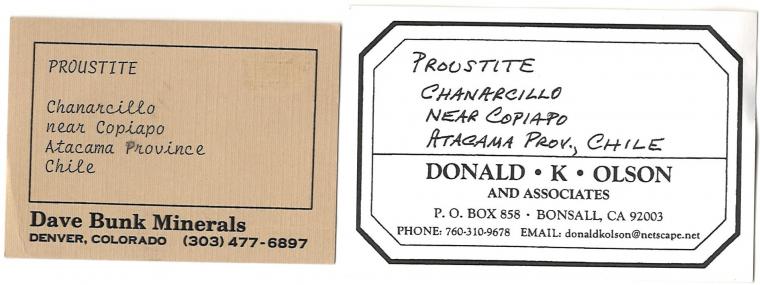 PROUSTITE
Chanarcillo
near Copiapo
Atacama Province
Chile
Dave Bunk Minerals
DENVER, COLORADO (303) 477-6897
PROUSTITE
CHANARCILLO
NEAR COPIAPO
ATACAMA PROV., CHILE
DONALD • K • OLSON
AND ASSOCIATES
P. O. BOX 858 · BONSALL, CA 92003
PHONE: 760-310-9678 EMAIL: donaldkolson@netscape.net